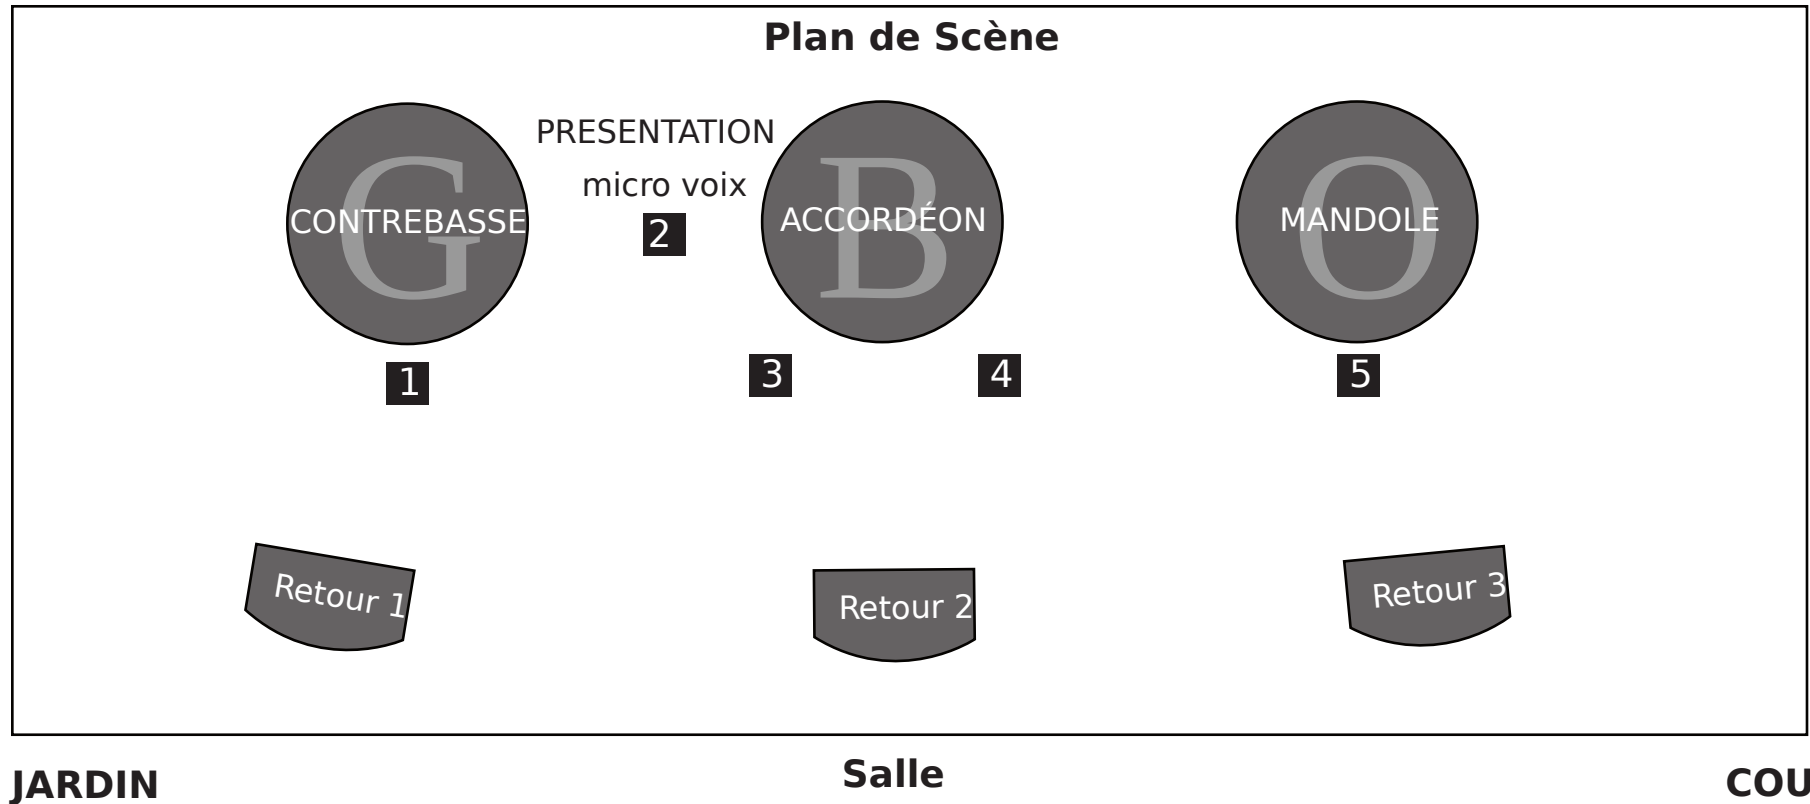 Plan de Scène
PRESENTATION
micro voix
2
G
CONTREBASSE
B
ACCORDÉON
O
MANDOLE
1
3
4
5
Retour 1
Retour 2
Retour 3
JARDIN
Salle
COU